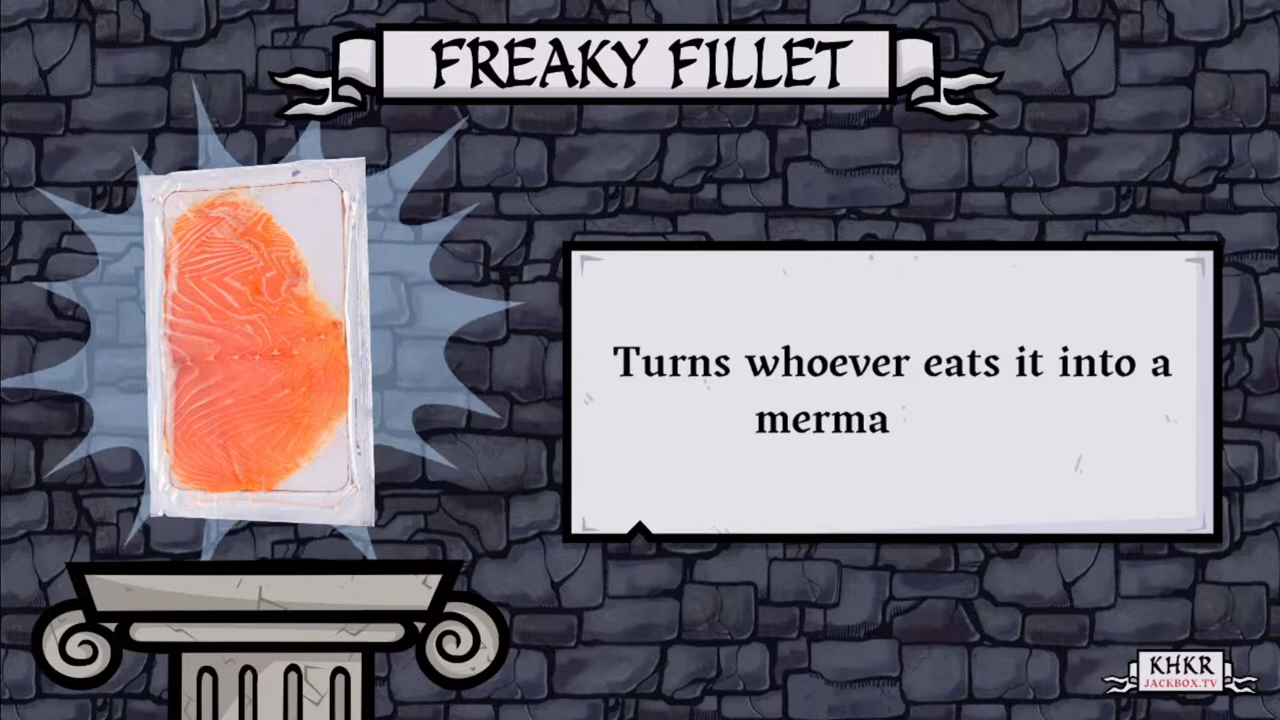 FREAKY FILLET
Turns whoever eats it into a
merma
KHKR
JACKBOX.TV